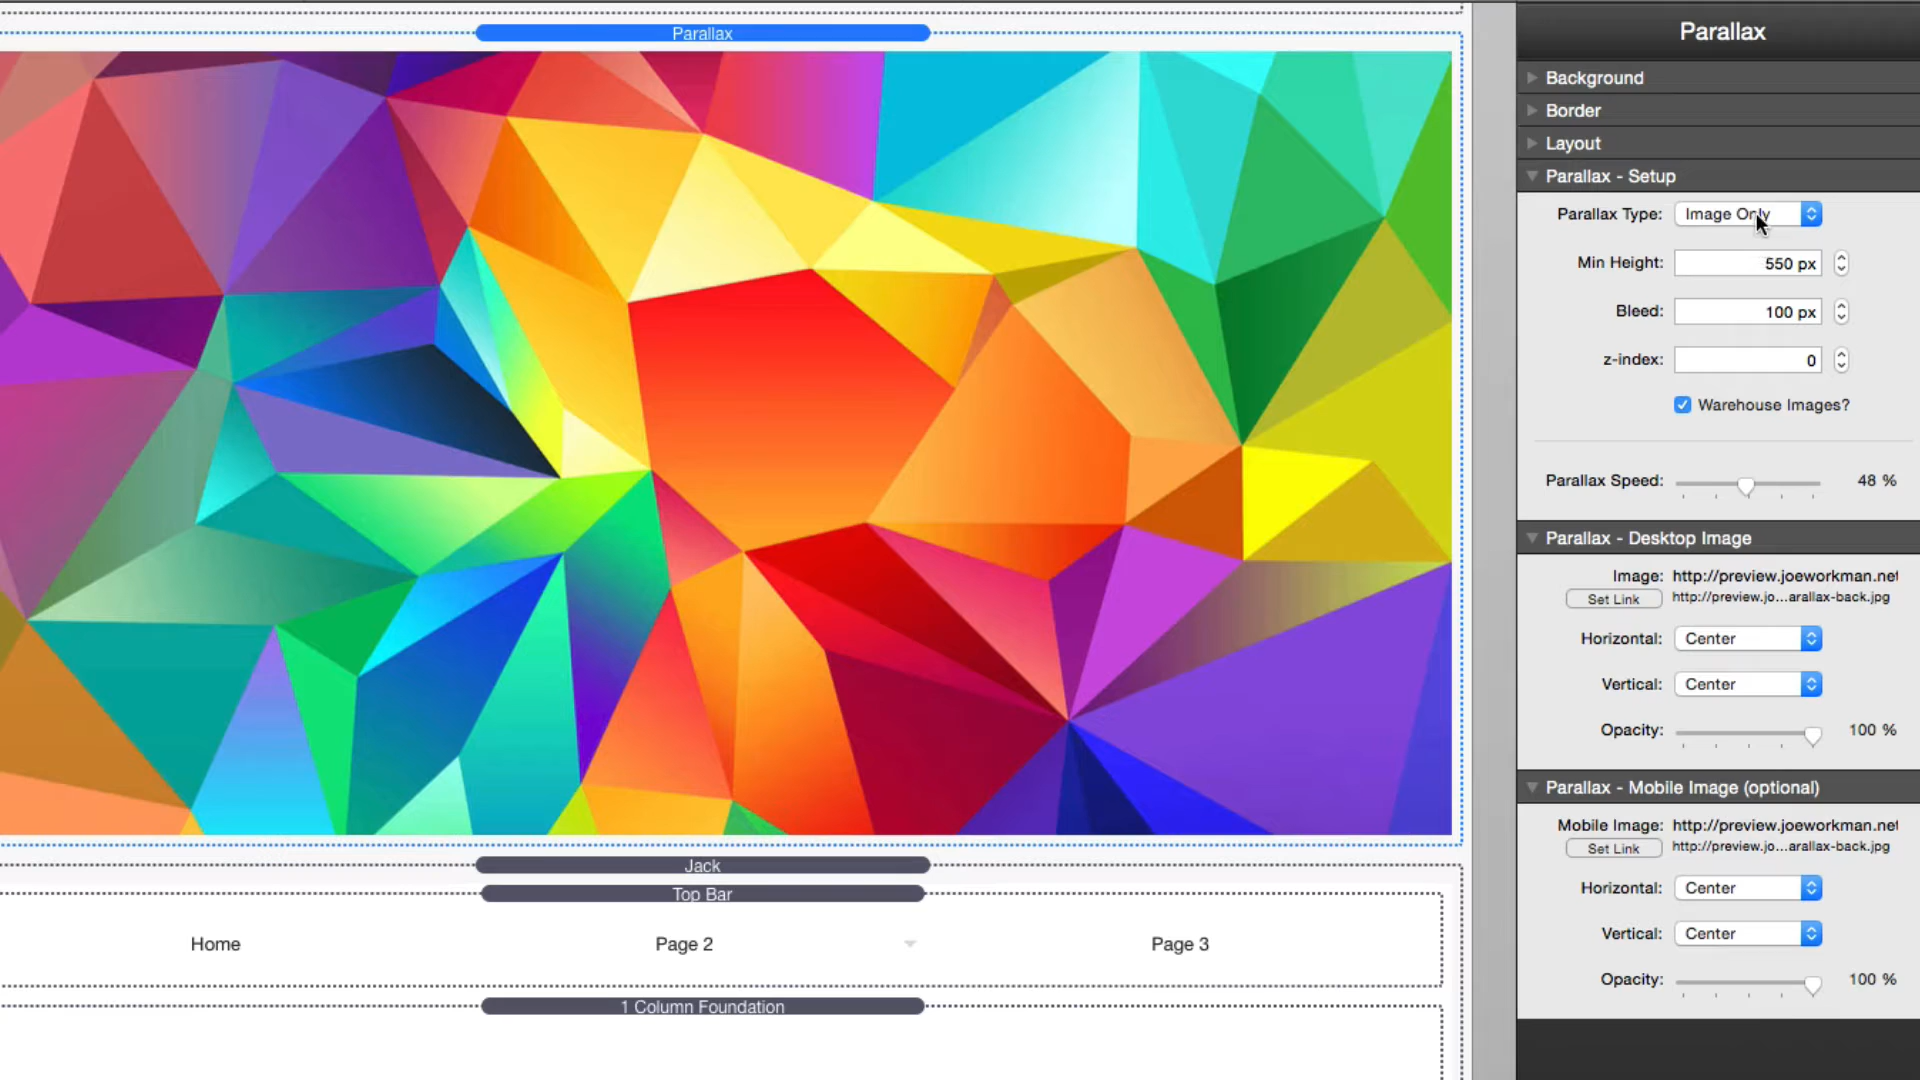 Parallax
Jack
Top Bar
Home
Page 2
Page 3
1 Column Foundation
Parallax
Background
Border
Layout
Parallax - Setup
Parallax Type: Image Only
Min Height: 550 px
Bleed: 100 px
z-index: 0
Warehouse Images?
Parallax Speed: 48 %
Parallax - Desktop Image
Image: http://preview.joeworkman.net
Set Link http://preview.jo...arallax-back.jpg
Horizontal: Center
Vertical: Center
Opacity: 100 %
Parallax - Mobile Image (optional)
Mobile Image: http://preview.joeworkman.net
Set Link http://preview.jo...arallax-back.jpg
Horizontal: Center
Vertical: Center
Opacity: 100 %